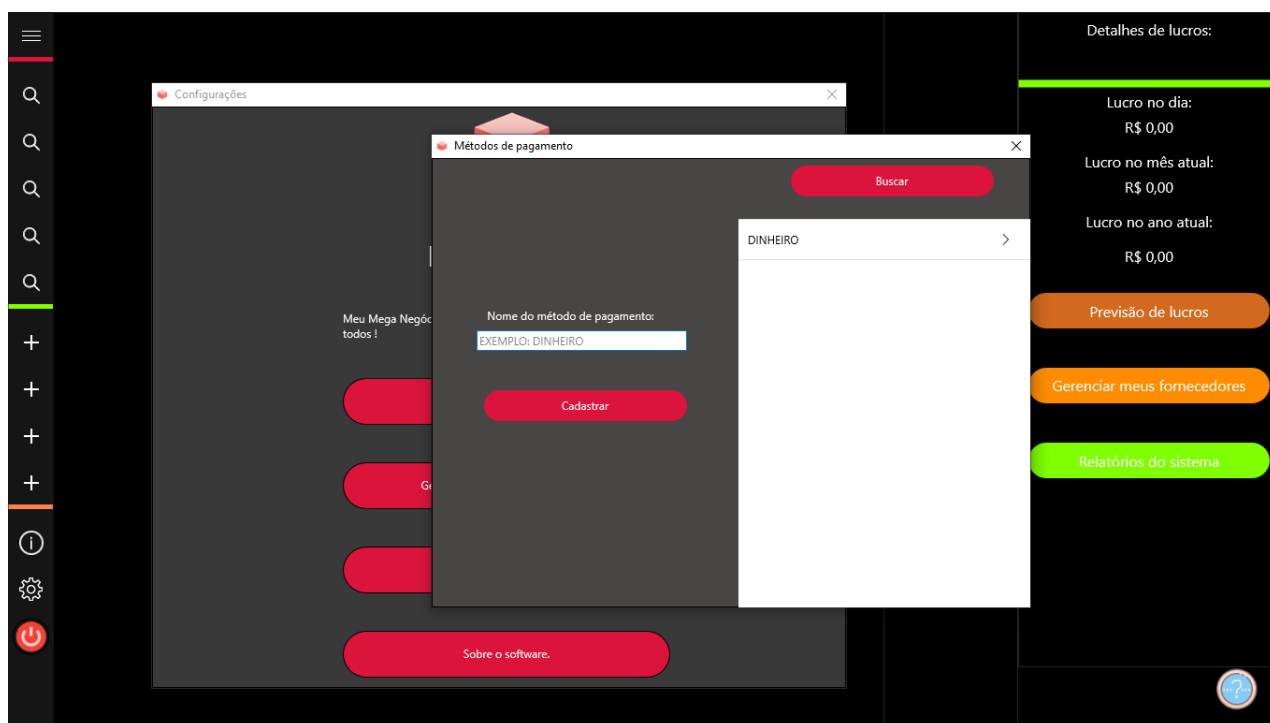 Detalhes de lucros:
Configurações
Lucro no dia:
R$ 0,00
Métodos de pagamento
Lucro no mês atual:
Buscar
R$ 0,00
DINHEIRO
Lucro no ano atual:
R$ 0,00
Meu Mega Negóc
todos !
Nome do método de pagamento:
EXEMPLO: DINHEIRO
Cadastrar
Previsão de lucros
Gerenciar meus fornecedores
Relatórios do sistema
Sobre o software.